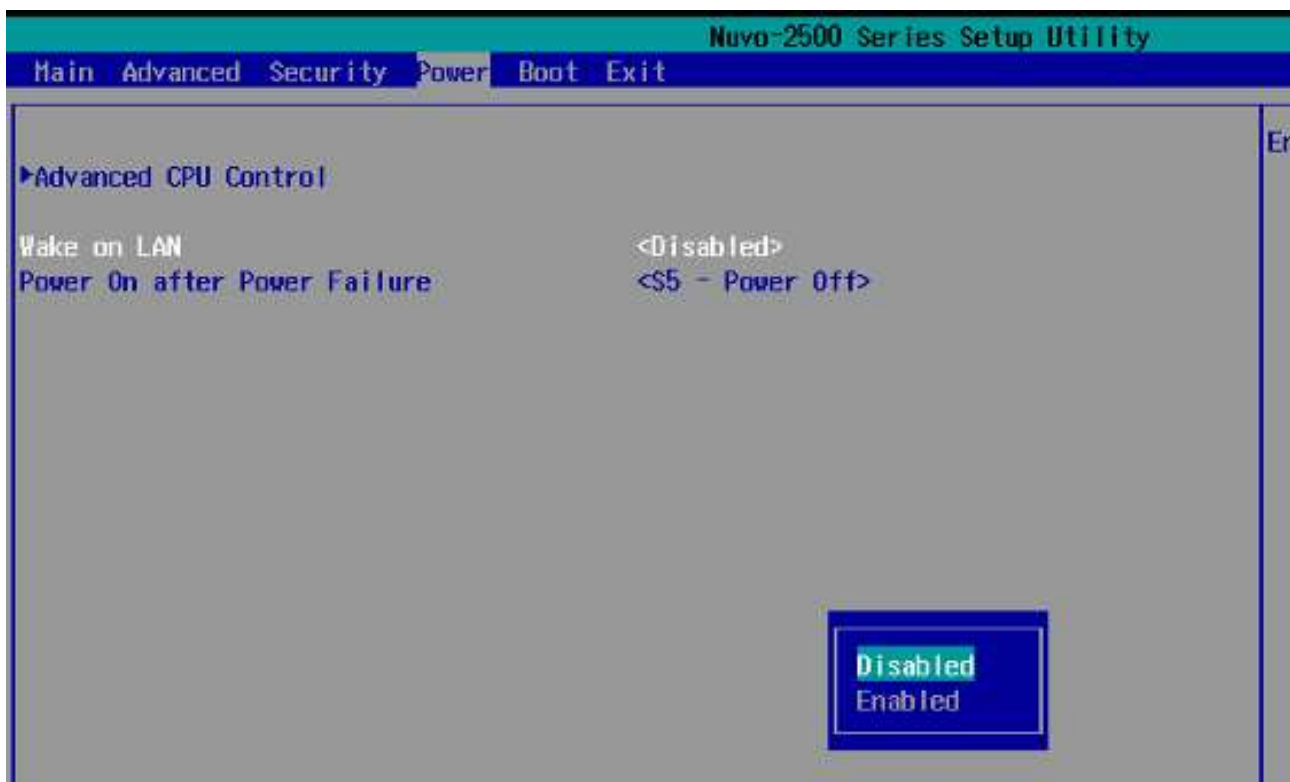 Nuvo-2500 Series Setup Utility
Main Advanced Security Power Boot Exit
Er
▶Advanced CPU Control
Wake on LAN <Disabled>
Power On after Power Failure <S5 - Power Off>
Disabled
Enabled